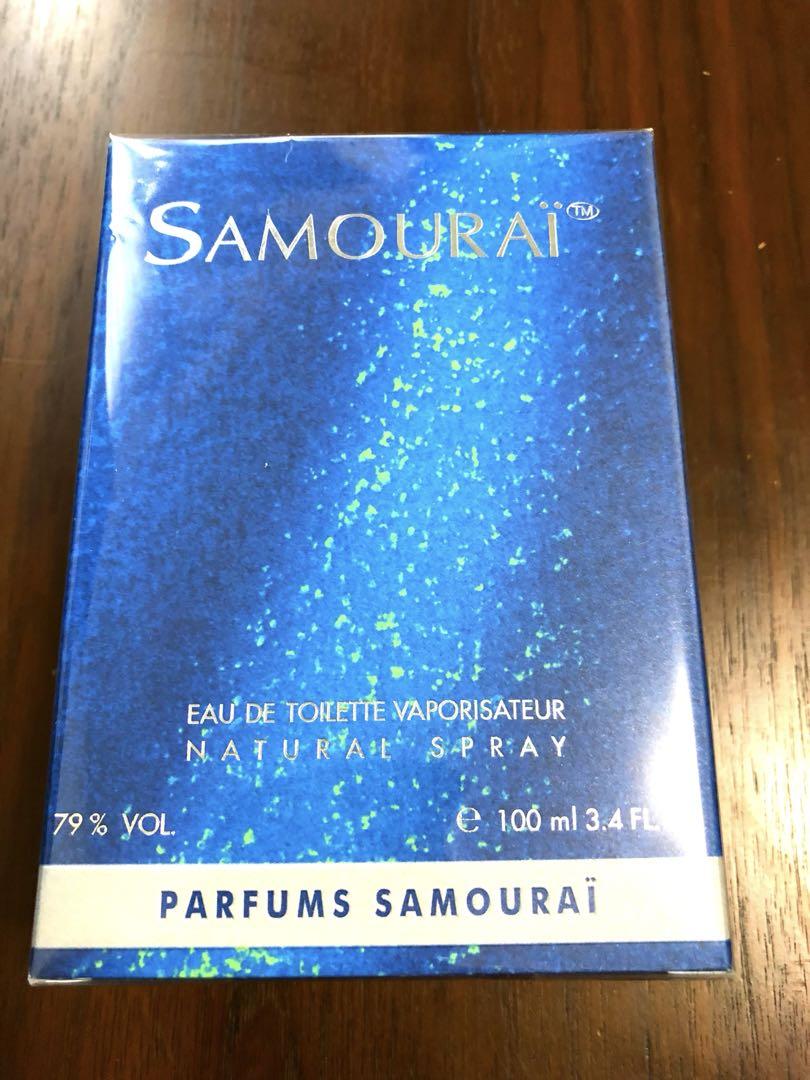 SAMOURAÏ™
EAU DE TOILETTE VAPORISATEUR
NATURAL SPRAY
79% VOL. ℮ 100 ml 3.4 FL.
PARFUMS SAMOURAÏ